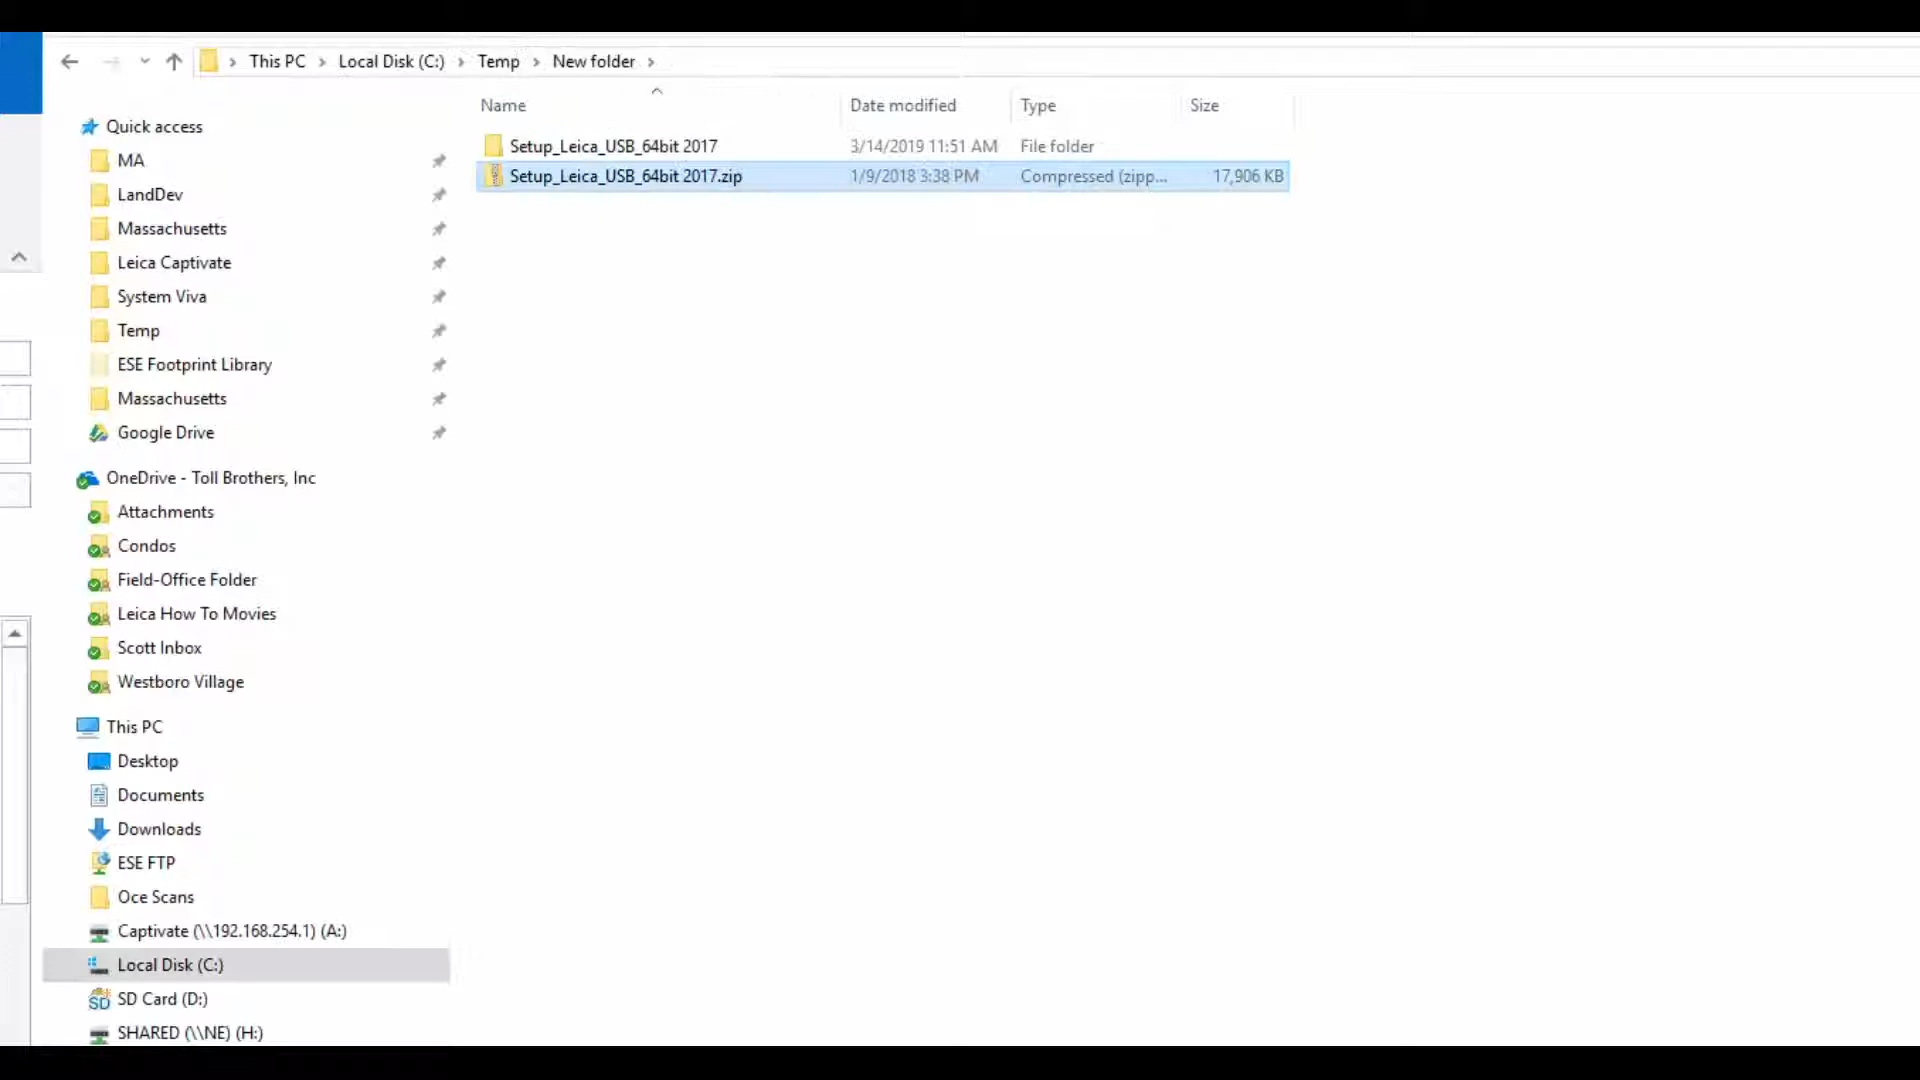 This PC > Local Disk (C:) > Temp > New folder >
Name Date modified Type Size
Setup_Leica_USB_64bit 2017 3/14/2019 11:51 AM File folder
Setup_Leica_USB_64bit 2017.zip 1/9/2018 3:38 PM Compressed (zipp... 17,906 KB
Quick access
MA
LandDev
Massachusetts
Leica Captivate
System Viva
Temp
ESE Footprint Library
Massachusetts
Google Drive
OneDrive - Toll Brothers, Inc
Attachments
Condos
Field-Office Folder
Leica How To Movies
Scott Inbox
Westboro Village
This PC
Desktop
Documents
Downloads
ESE FTP
Oce Scans
Captivate (\\192.168.254.1) (A:)
Local Disk (C:)
SD Card (D:)
SHARED (\\NE) (H:)